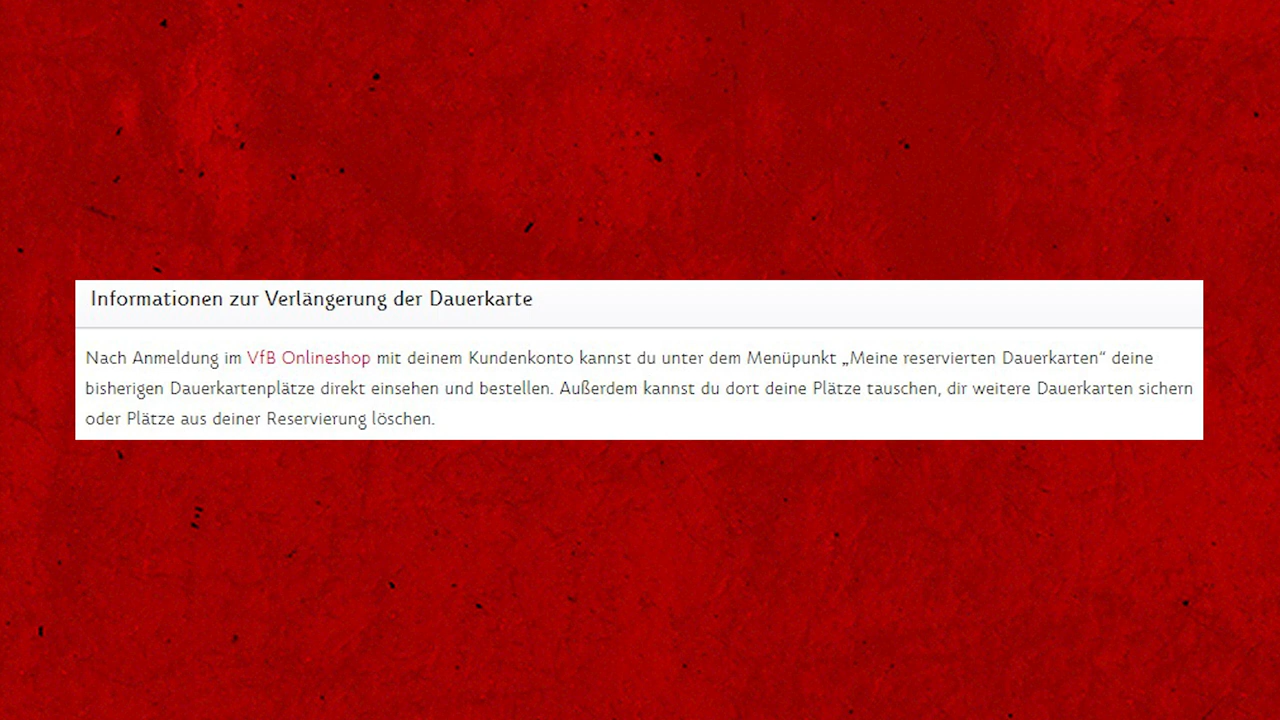 Informationen zur Verlängerung der Dauerkarte
Nach Anmeldung im VfB Onlineshop mit deinem Kundenkonto kannst du unter dem Menüpunkt „Meine reservierten Dauerkarten“ deine
bisherigen Dauerkartenplätze direkt einsehen und bestellen. Außerdem kannst du dort deine Plätze tauschen, dir weitere Dauerkarten sichern
oder Plätze aus deiner Reservierung löschen.